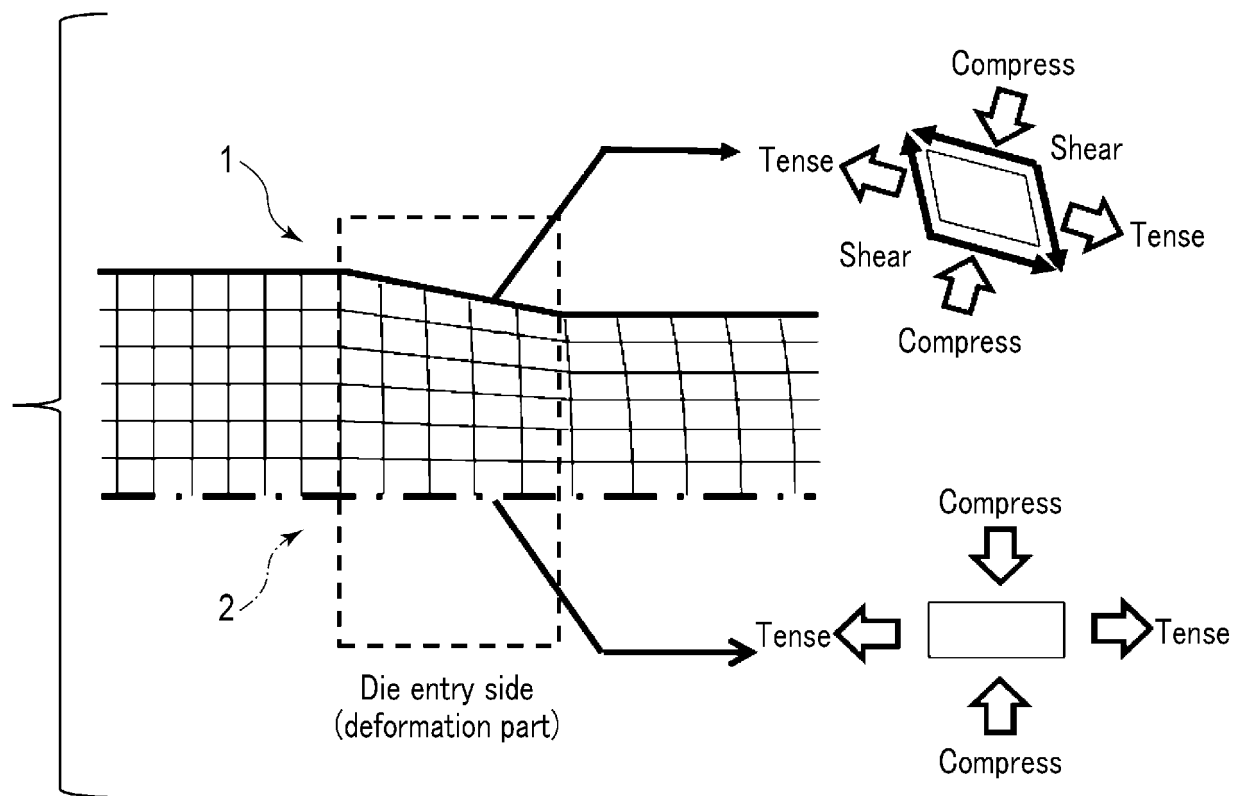 Compress
1
Tense
Shear
Shear
Tense
Compress
2
Compress
Tense
Tense
Die entry side
(deformation part)
Compress